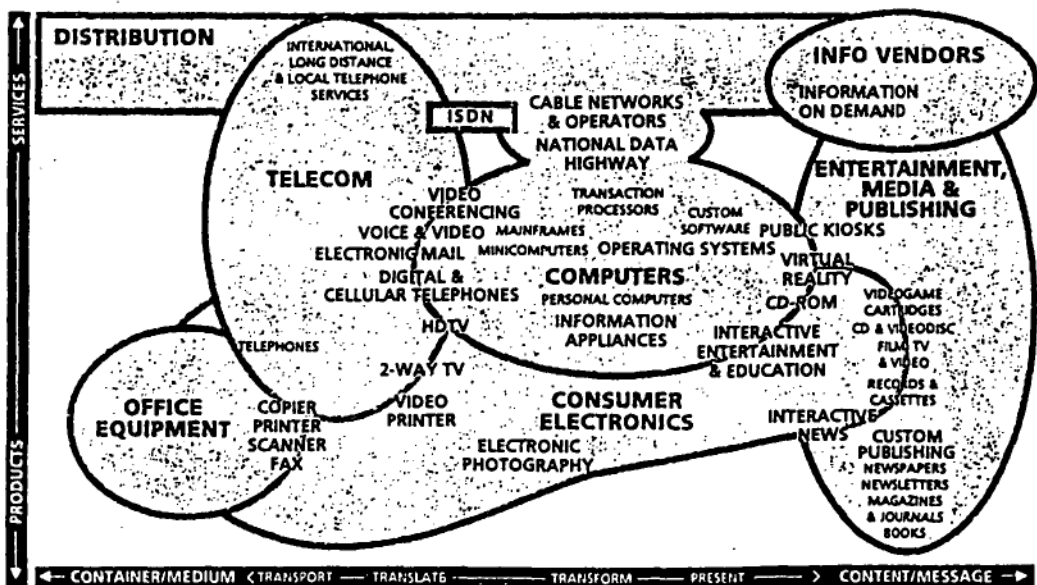 SERVICES
PRODUCTS
DISTRIBUTION
INTERNATIONAL,
LONG DISTANCE
& LOCAL TELEPHONE
SERVICES
ISDN
CABLE NETWORKS
& OPERATORS
NATIONAL DATA
HIGHWAY
INFO VENDORS
INFORMATION
ON DEMAND
TELECOM
VIDEO
CONFERENCING
VOICE & VIDEO
ELECTRONIC MAIL
DIGITAL &
CELLULAR TELEPHONES
HDTV
TELEPHONES
2-WAY TV
VIDEO
PRINTER
TRANSACTION
PROCESSORS
MAINFRAMES
MINICOMPUTERS
CUSTOM
SOFTWARE
OPERATING SYSTEMS
COMPUTERS
PERSONAL COMPUTERS
INFORMATION
APPLIANCES
ENTERTAINMENT,
MEDIA &
PUBLISHING
PUBLIC KIOSKS
VIRTUAL
REALITY
CD-ROM
INTERACTIVE
ENTERTAINMENT
& EDUCATION
VIDEOGAME
CARTUDGES
CD & VIDEODISC
FILM, TV
& VIDEO
RECORDS &
CASSETTES
INTERACTIVE
NEWS
CUSTOM
PUBLISHING
NEWSPAPERS
NEWSLETTERS
MAGAZINES
& JOURNALS
BOOKS
OFFICE
EQUIPMENT
COPIER
PRINTER
SCANNER
FAX
CONSUMER
ELECTRONICS
ELECTRONIC
PHOTOGRAPHY
CONTAINER/MEDIUM < TRANSPORT — TRANSLATE — TRANSFORM — PRESENT — > CONTENT/MESSAGE